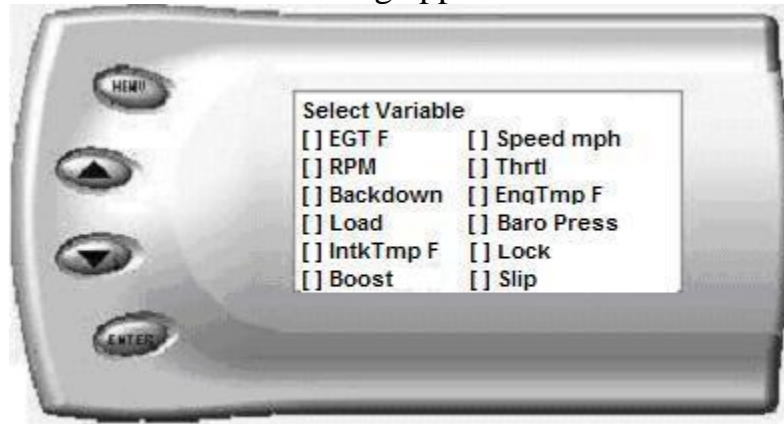 MENU
Select Variable
[ ] EGT F [ ] Speed mph
[ ] RPM [ ] Thrtl
[ ] Backdown [ ] EngTmp F
[ ] Load [ ] Baro Press
[ ] IntkTmp F [ ] Lock
[ ] Boost [ ] Slip
ENTER